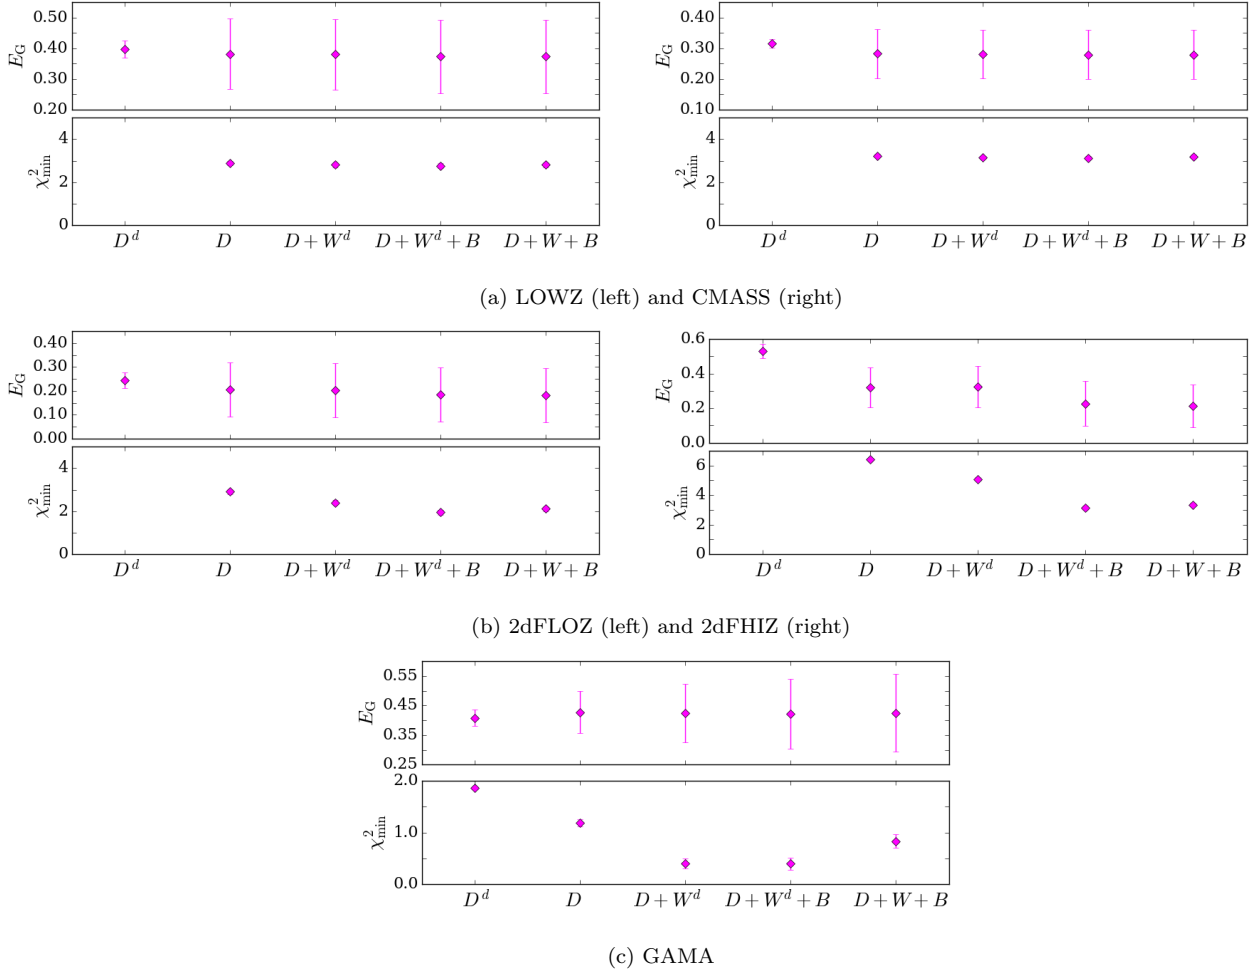 0.50
0.40
0.30
0.20
E_G
4
2
0
χ²_min
D^d D D+W^d D+W^d+B D+W+B
0.40
0.30
0.20
0.10
E_G
4
2
0
χ²_min
D^d D D+W^d D+W^d+B D+W+B
(a) LOWZ (left) and CMASS (right)
0.40
0.30
0.20
0.10
0.00
E_G
4
2
0
χ²_min
D^d D D+W^d D+W^d+B D+W+B
0.6
0.4
0.2
0.0
E_G
6
4
2
0
χ²_min
D^d D D+W^d D+W^d+B D+W+B
(b) 2dFLOZ (left) and 2dFHIZ (right)
0.55
0.45
0.35
0.25
E_G
2.0
1.0
0.0
χ²_min
D^d D D+W^d D+W^d+B D+W+B
(c) GAMA